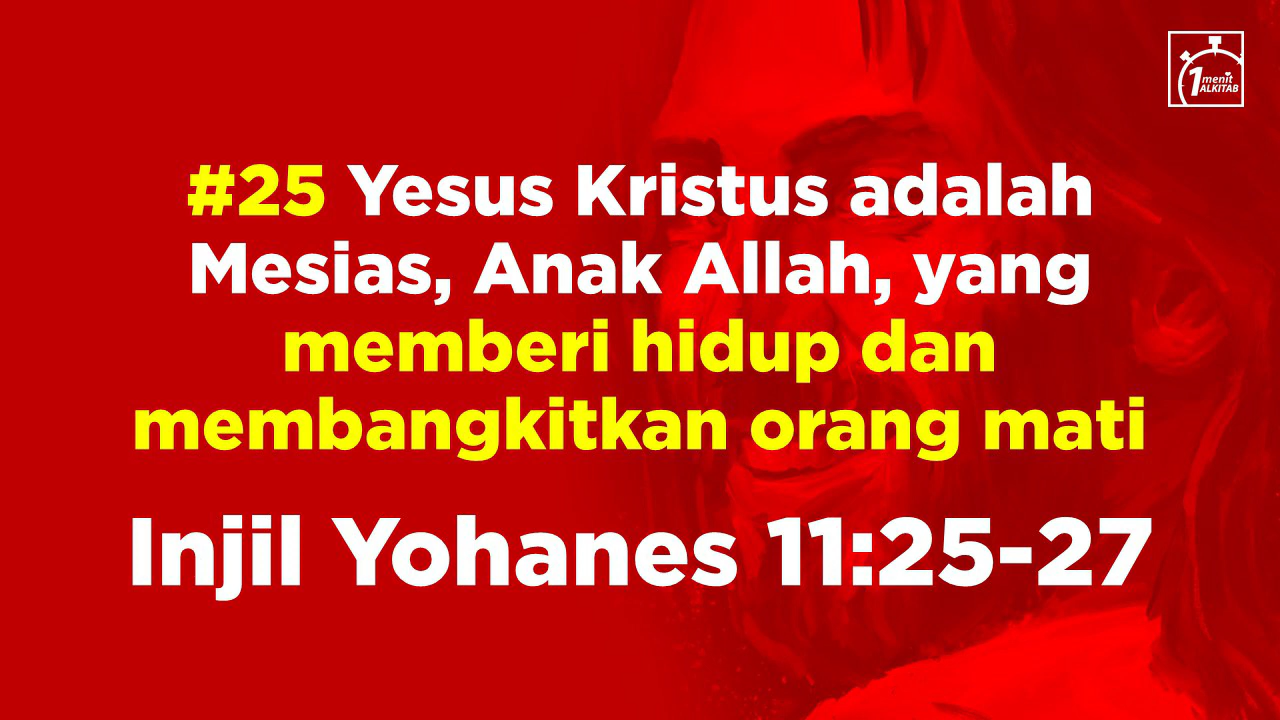 1 menit
ALKITAB
#25 Yesus Kristus adalah
Mesias, Anak Allah, yang
memberi hidup dan
membangkitkan orang mati
Injil Yohanes 11:25-27